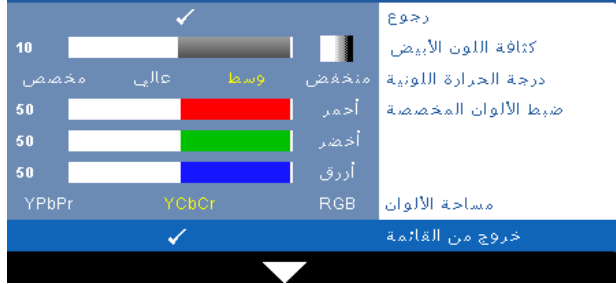 رجوع
كثافة اللون الأبيض 10
درجة الحرارة اللونية منخفض وسط عالي مخصص
ضبط الألوان المخصصة أحمر 50
أخضر 50
أزرق 50
مساحة الألوان RGB YCbCr YPbPr
خروج من القائمة